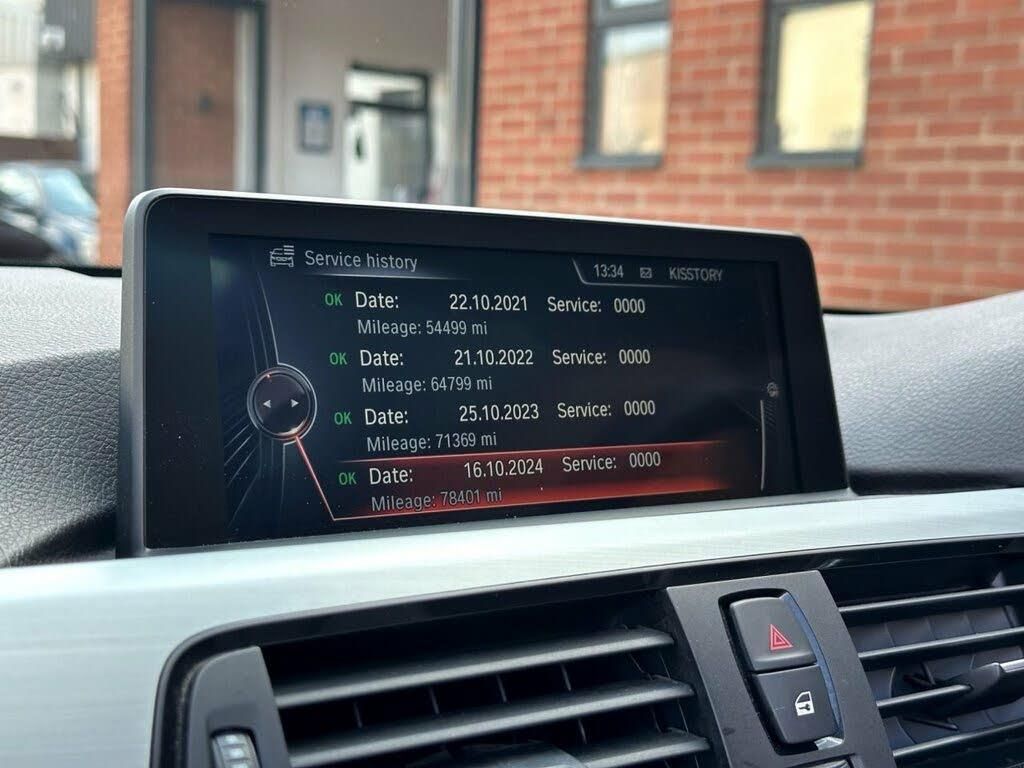 Service history
13:34 KISSTORY
OK Date: 22.10.2021 Service: 0000
Mileage: 54499 mi
OK Date: 21.10.2022 Service: 0000
Mileage: 64799 mi
OK Date: 25.10.2023 Service: 0000
Mileage: 71369 mi
OK Date: 16.10.2024 Service: 0000
Mileage: 78401 mi